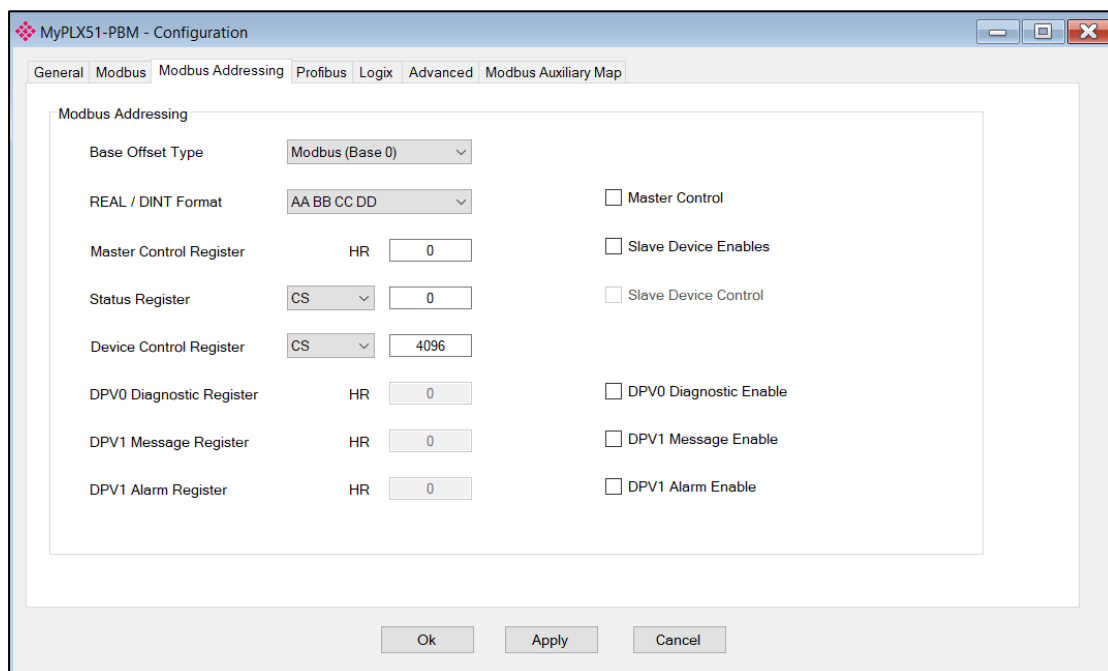 MyPLX51-PBM - Configuration
General Modbus Modbus Addressing Profibus Logix Advanced Modbus Auxiliary Map
Modbus Addressing
Base Offset Type Modbus (Base 0)
REAL / DINT Format AA BB CC DD Master Control
Master Control Register HR 0 Slave Device Enables
Status Register CS 0 Slave Device Control
Device Control Register CS 4096
DPV0 Diagnostic Register HR 0 DPV0 Diagnostic Enable
DPV1 Message Register HR 0 DPV1 Message Enable
DPV1 Alarm Register HR 0 DPV1 Alarm Enable
Ok Apply Cancel